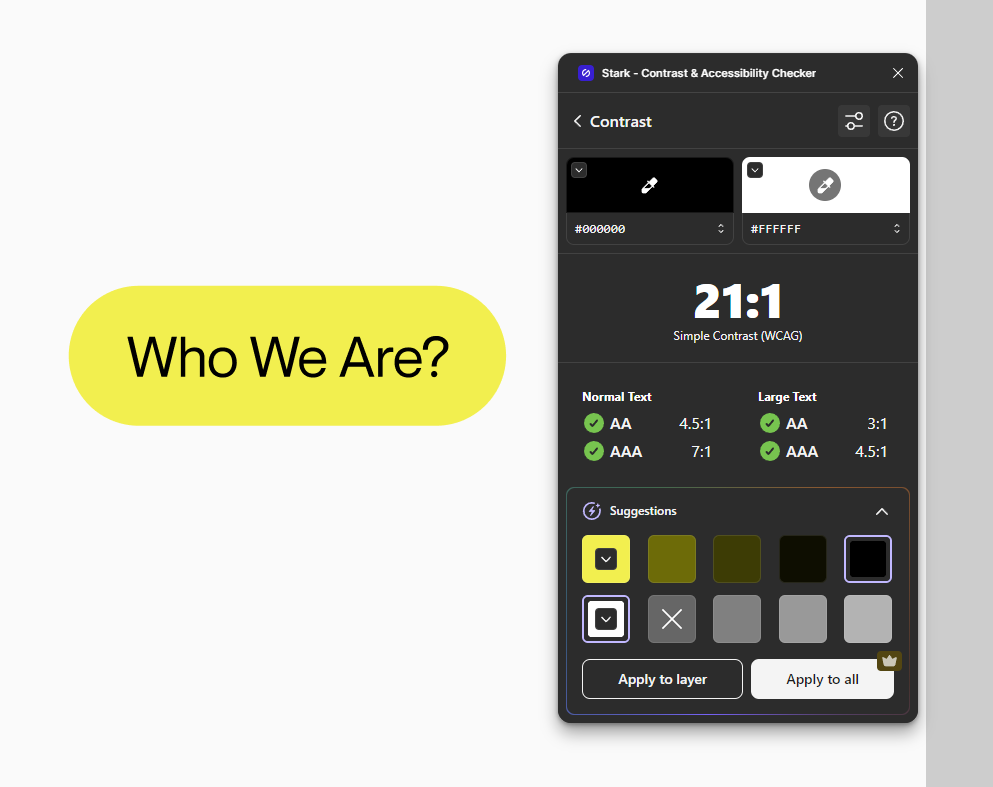 Who We Are?
Stark - Contrast & Accessibility Checker
Contrast
#000000
#FFFFFF
21:1
Simple Contrast (WCAG)
Normal Text
AA 4.5:1
AAA 7:1
Large Text
AA 3:1
AAA 4.5:1
Suggestions
Apply to layer
Apply to all